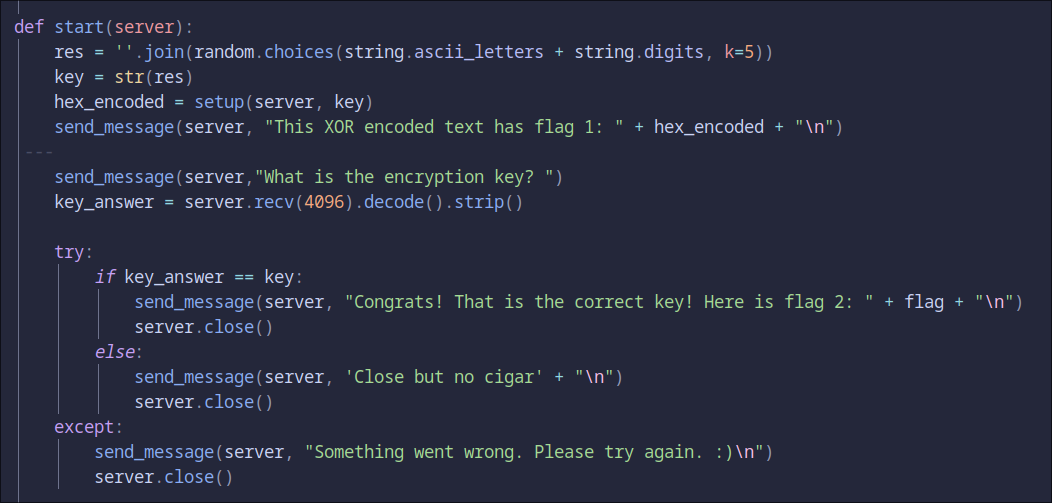 def start(server):
    res = ''.join(random.choices(string.ascii_letters + string.digits, k=5))
    key = str(res)
    hex_encoded = setup(server, key)
    send_message(server, "This XOR encoded text has flag 1: " + hex_encoded + "\n")
---
    send_message(server,"What is the encryption key? ")
    key_answer = server.recv(4096).decode().strip()
    try:
        if key_answer == key:
            send_message(server, "Congrats! That is the correct key! Here is flag 2: " + flag + "\n")
            server.close()
        else:
            send_message(server, 'Close but no cigar' + "\n")
            server.close()
    except:
        send_message(server, "Something went wrong. Please try again. :)\n")
        server.close()